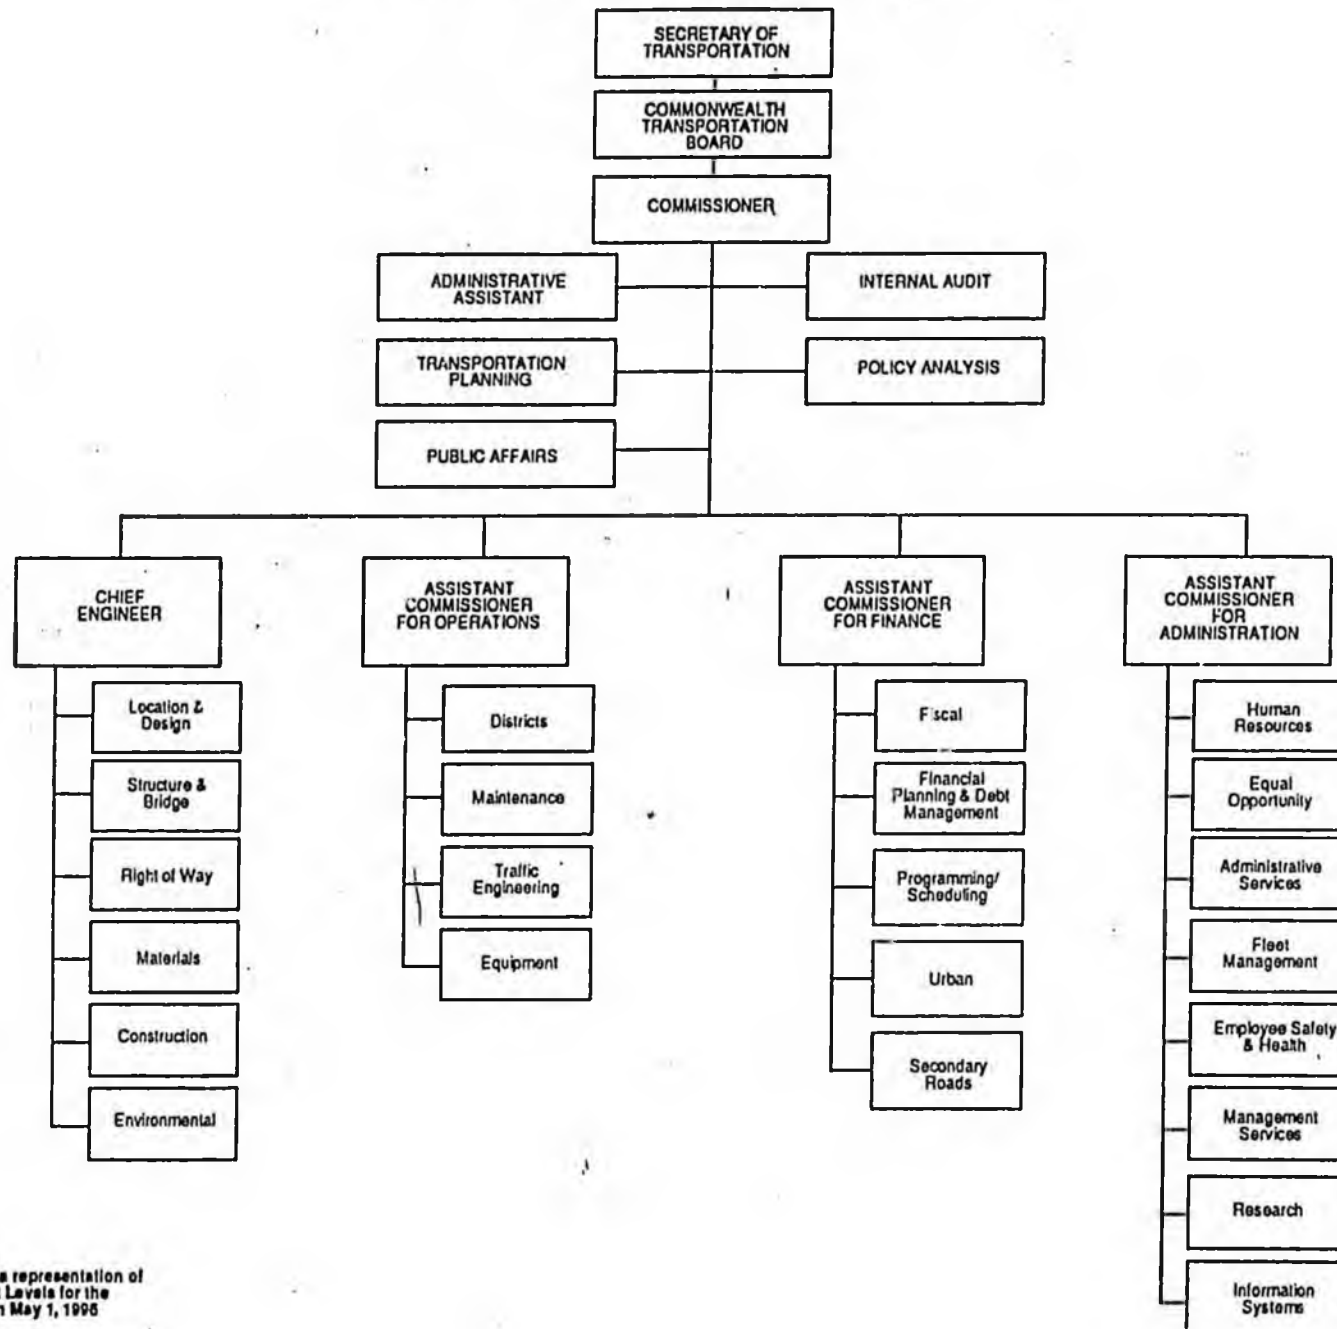 SECRETARY OF
TRANSPORTATION
COMMONWEALTH
TRANSPORTATION
BOARD
COMMISSIONER
ADMINISTRATIVE
ASSISTANT
INTERNAL AUDIT
TRANSPORTATION
PLANNING
POLICY ANALYSIS
PUBLIC AFFAIRS
CHIEF
ENGINEER
Location &
Design
Structure &
Bridge
Right of Way
Materials
Construction
Environmental
ASSISTANT
COMMISSIONER
FOR OPERATIONS
Districts
Maintenance
Traffic
Engineering
Equipment
ASSISTANT
COMMISSIONER
FOR FINANCE
Fiscal
Financial
Planning & Debt
Management
Programming/
Scheduling
Urban
Secondary
Roads
ASSISTANT
COMMISSIONER
FOR
ADMINISTRATION
Human
Resources
Equal
Opportunity
Administrative
Services
Fleet
Management
Employee Safety
& Health
Management
Services
Research
Information
Systems
representation of
Levels for the
May 1, 1995